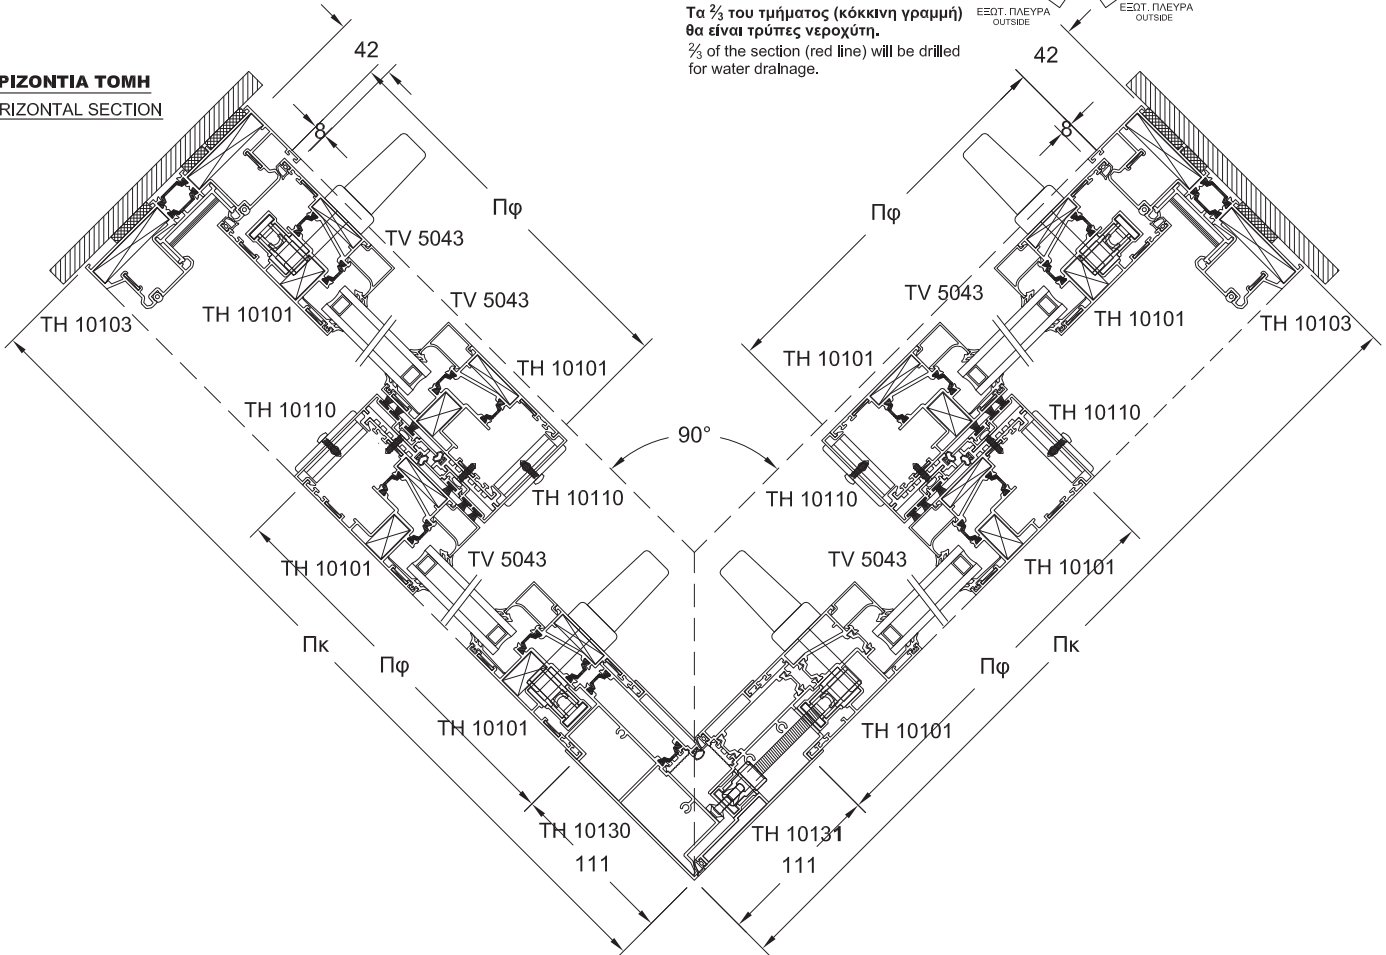 Τα ⅔ του τμήματος (κόκκινη γραμμή)
θα είναι τρύπες νεροχύτη.
⅔ of the section (red line) will be drilled
for water drainage.
ΕΞΩΤ. ΠΛΕΥΡΑ
OUTSIDE
ΕΞΩΤ. ΠΛΕΥΡΑ
OUTSIDE
ΡΙΖΟΝΤΙΑ ΤΟΜΗ
RIZONTAL SECTION
42
42
8
8
Πφ
Πφ
TV 5043
TV 5043
TV 5043
TH 10103
TH 10101
TH 10101
TH 10103
TH 10101
TH 10101
TH 10110
TH 10110
90°
TH 10110
TH 10110
TH 10101
TV 5043
TV 5043
TH 10101
Πκ
Πφ
Πφ
Πκ
TH 10101
TH 10101
TH 10130
TH 10131
111
111